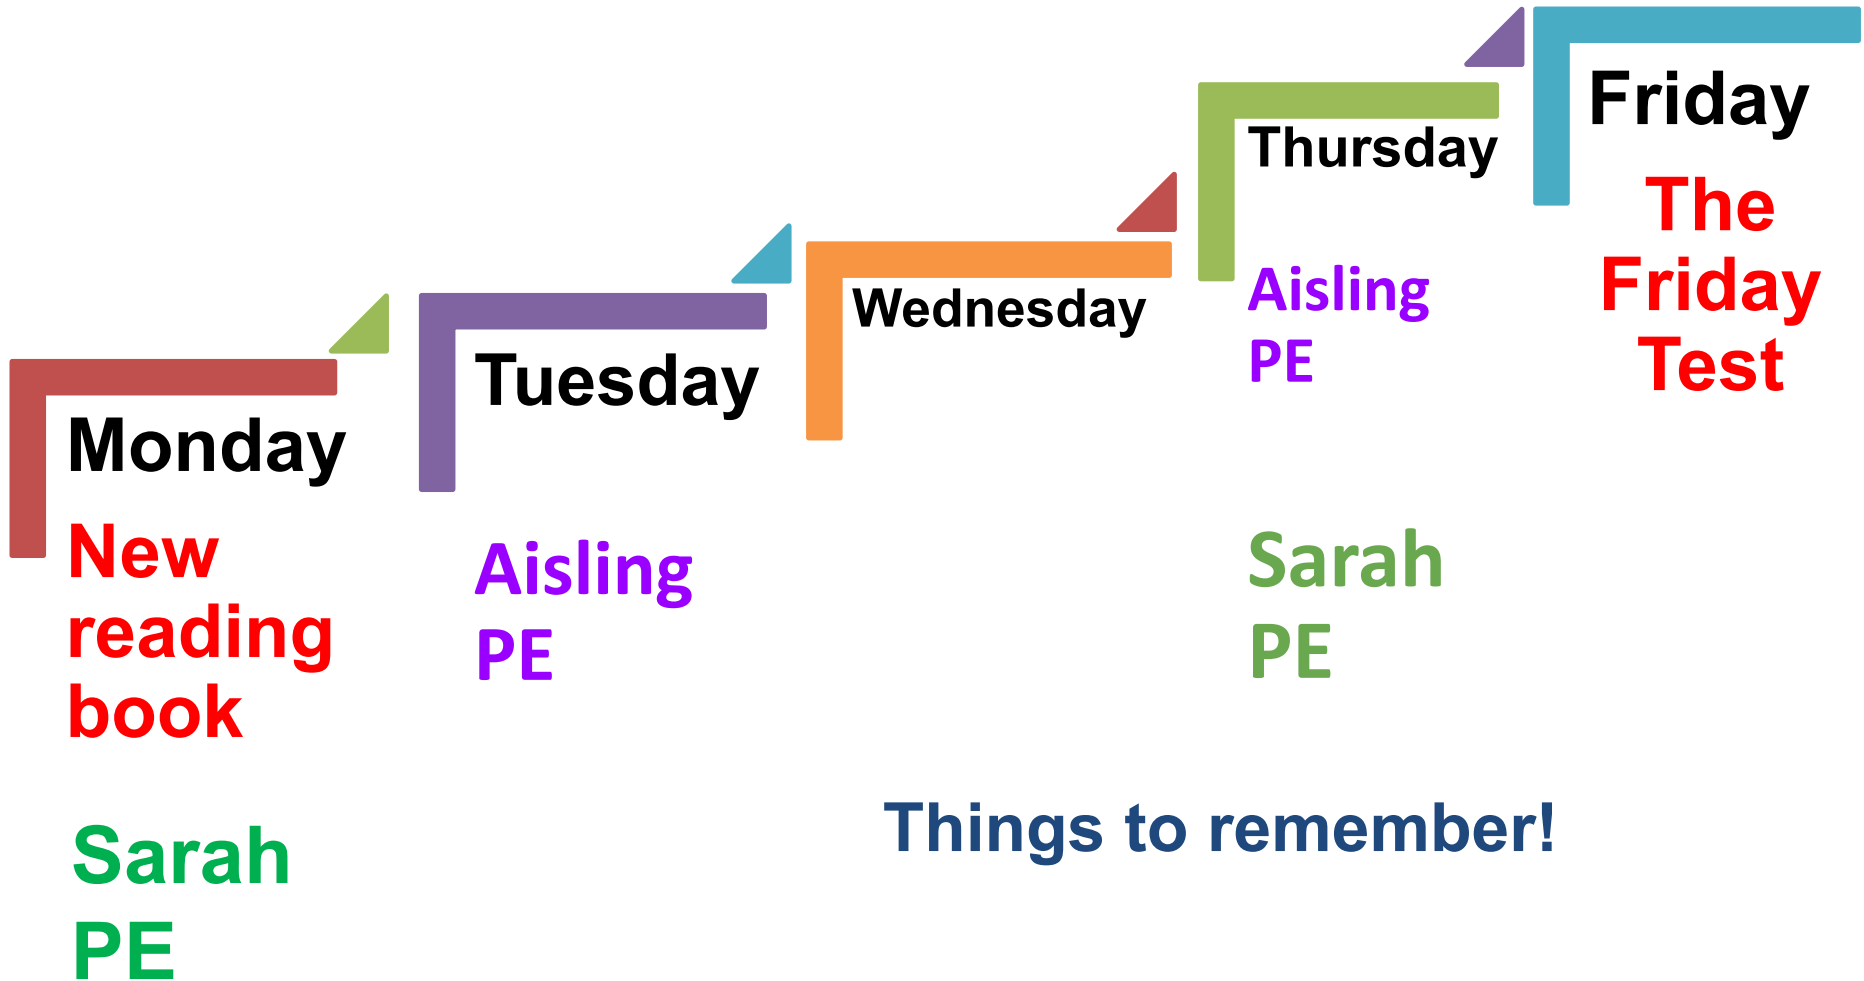 Monday
New
reading
book
Sarah
PE
Tuesday
Aisling
PE
Wednesday
Thursday
Aisling
PE
Sarah
PE
Friday
The
Friday
Test
Things to remember!